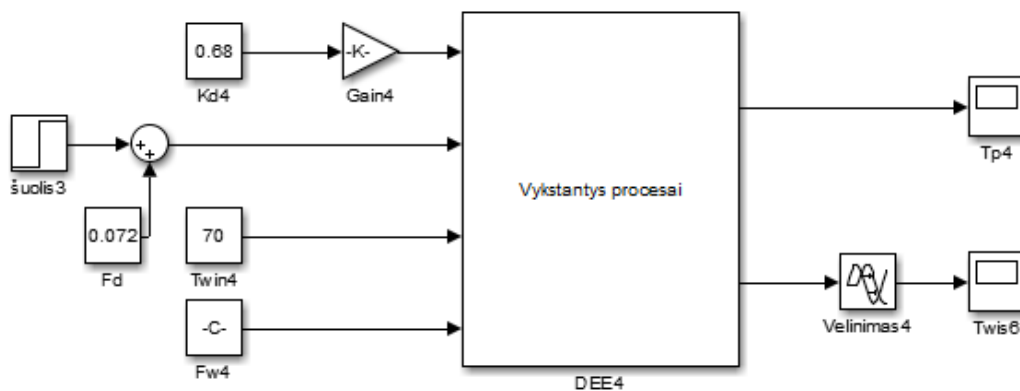 0.68
Kd4
-K-
Gain4
šuolis3
+
+
0.072
Fd
70
Twin4
-C-
Fw4
Vykstantys procesai
DEE4
Tp4
Velinimas4
Twis6